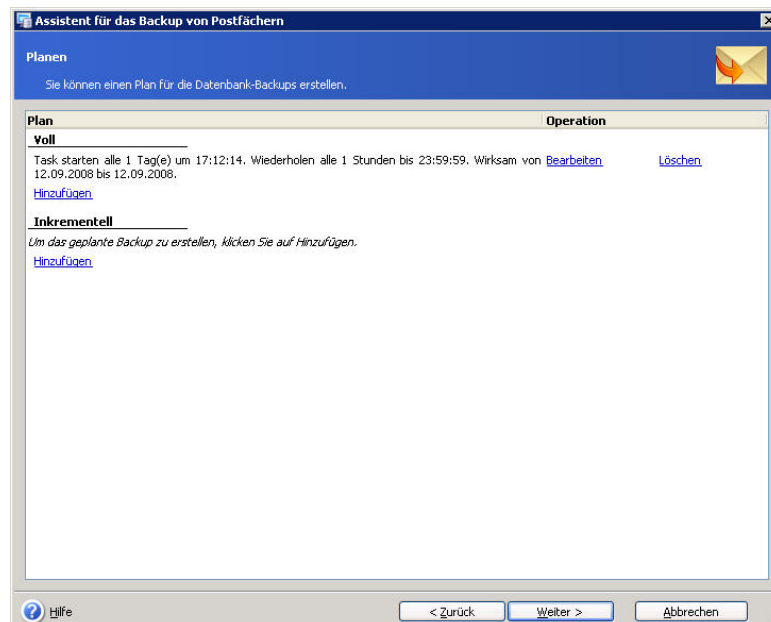 Assistent für das Backup von Postfächern
Planen
Sie können einen Plan für die Datenbank-Backups erstellen.
Plan Operation
Voll
Task starten alle 1 Tag(e) um 17:12:14. Wiederholen alle 1 Stunden bis 23:59:59. Wirksam von Bearbeiten Löschen
12.09.2008 bis 12.09.2008.
Hinzufügen
Inkrementell
Um das geplante Backup zu erstellen, klicken Sie auf Hinzufügen.
Hinzufügen
Hilfe < Zurück Weiter > Abbrechen